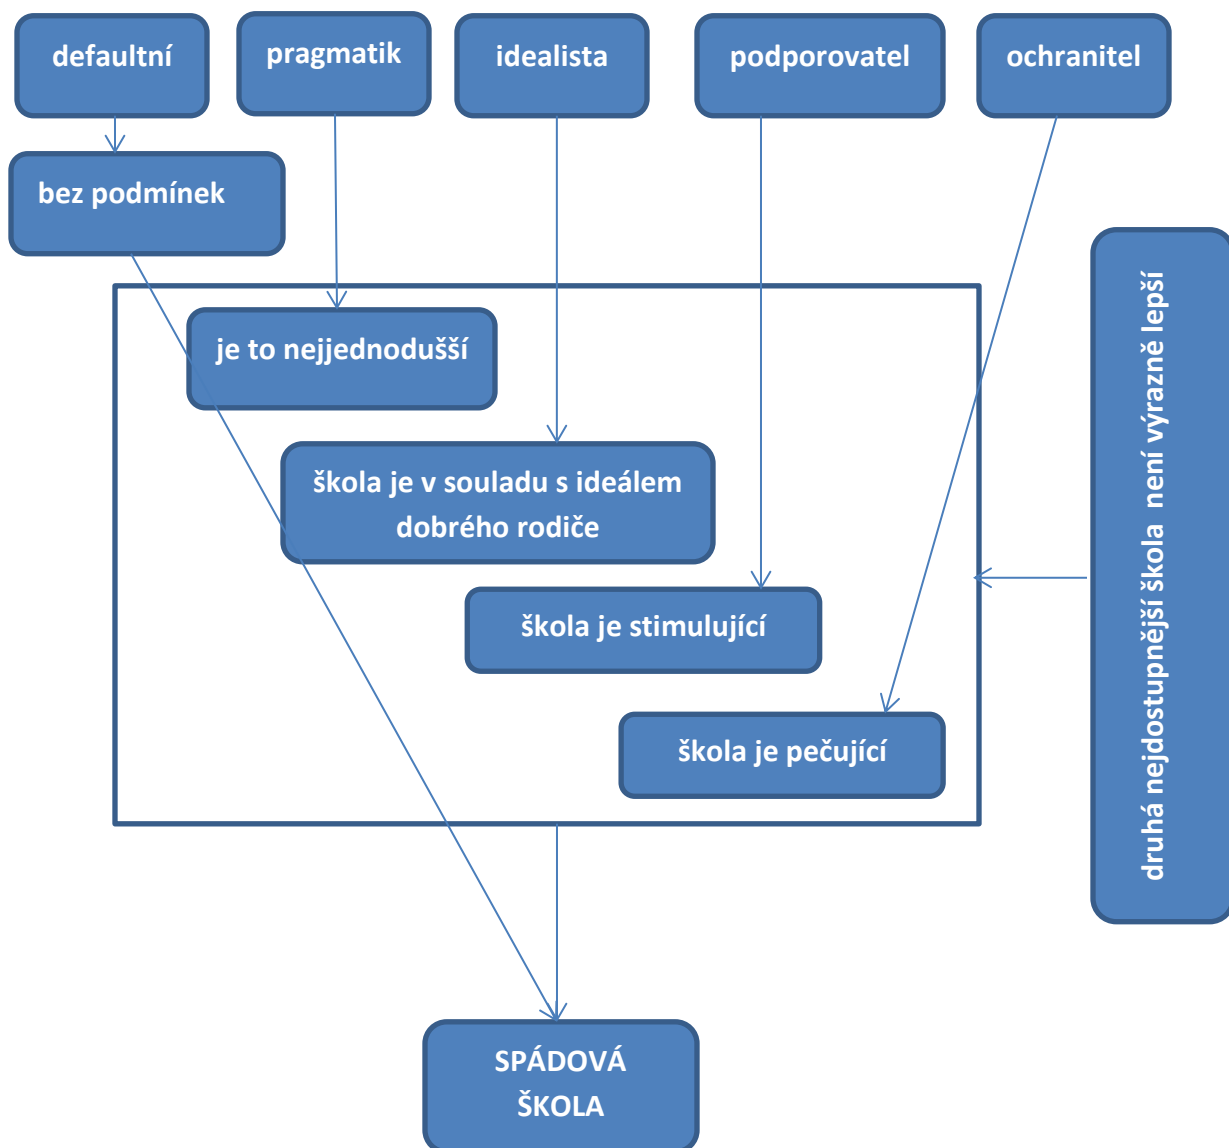 defaultní
pragmatik
idealista
podporovatel
ochranitel
bez podmínek
je to nejjednodušší
škola je v souladu s ideálem
dobrého rodiče
škola je stimulující
škola je pečující
druhá nejdostupnější škola není výrazně lepší
SPÁDOVÁ
ŠKOLA